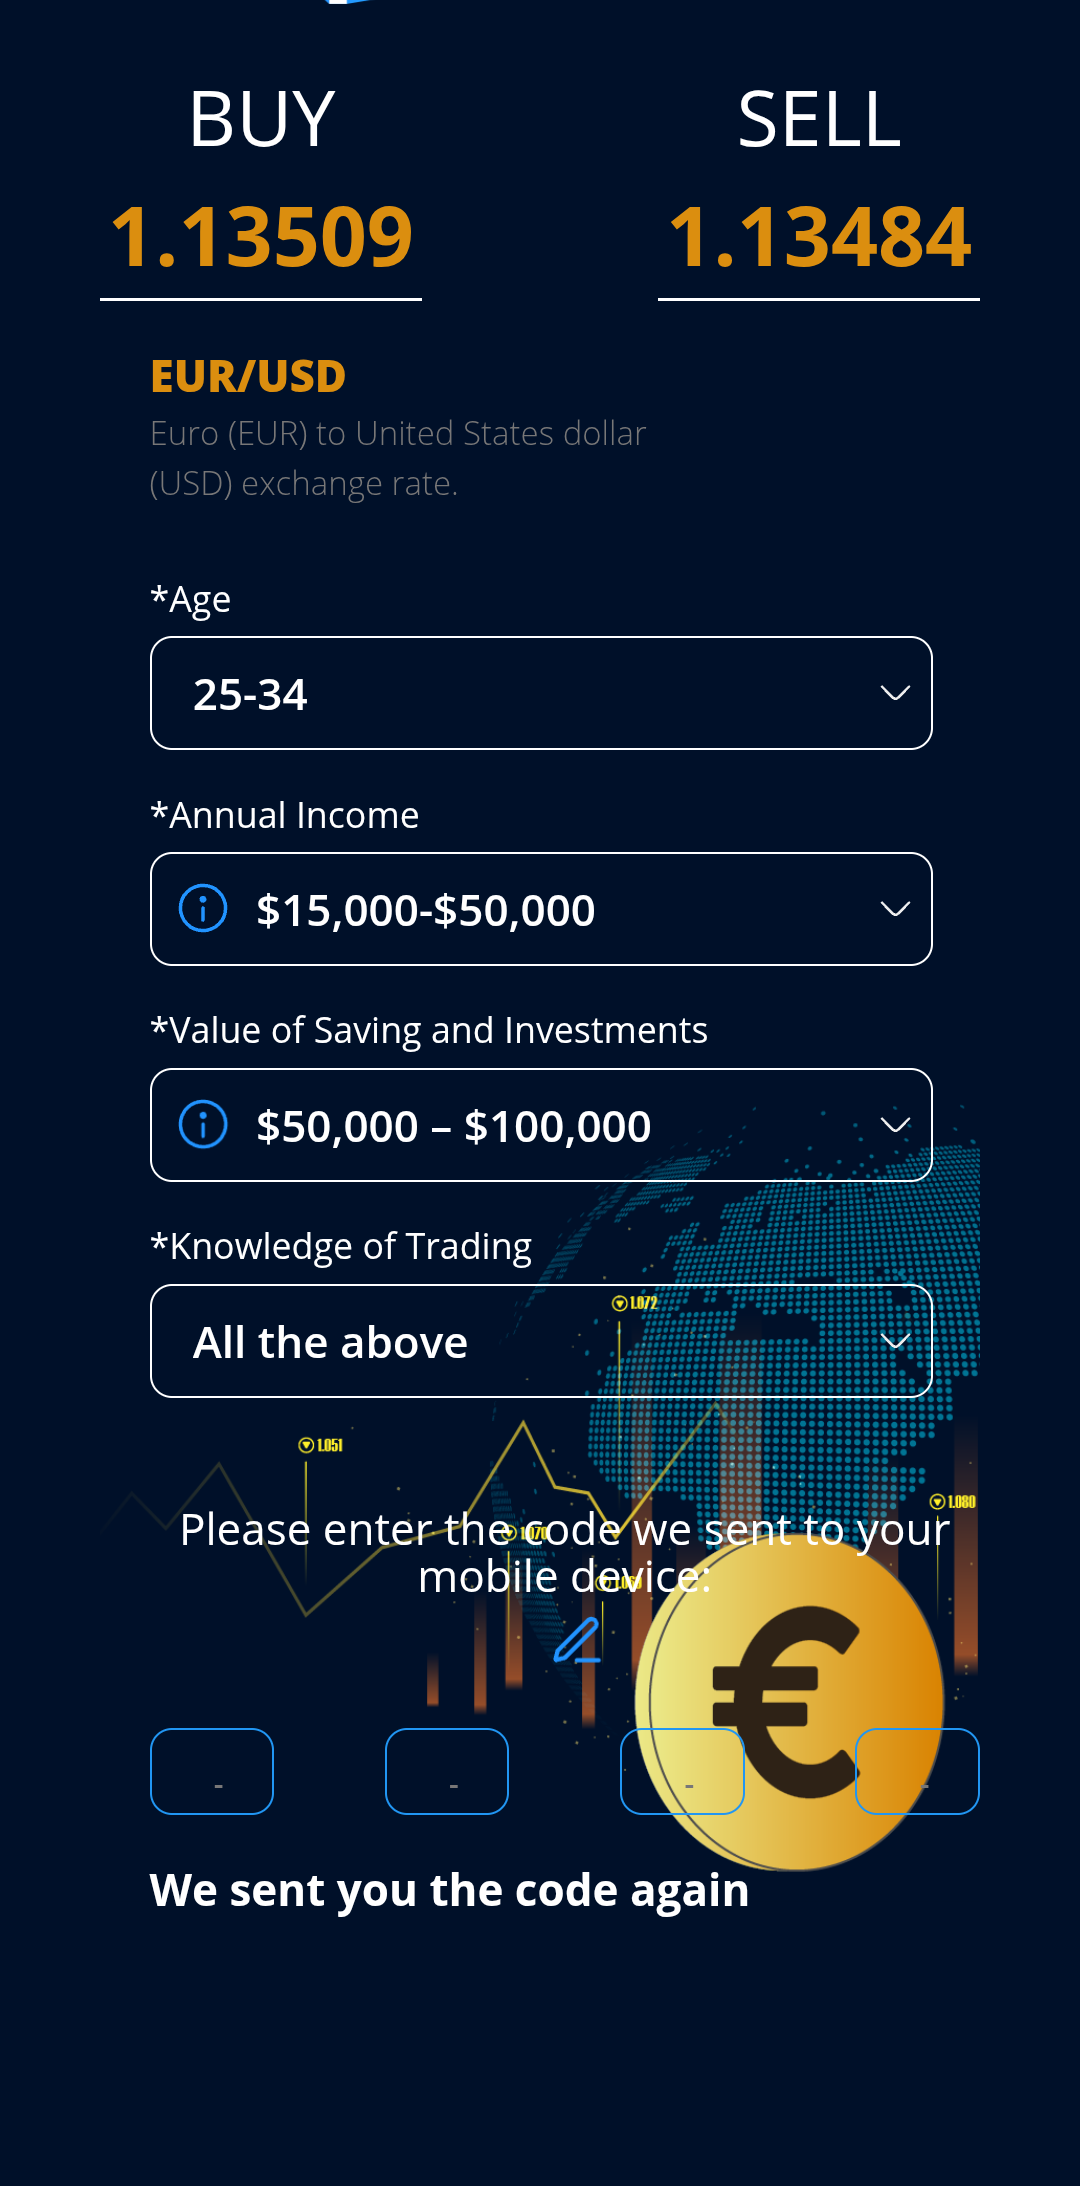 BUY
SELL
1.13509
1.13484
EUR/USD
Euro (EUR) to United States dollar
(USD) exchange rate.
*Age
25-34
*Annual Income
$15,000-$50,000
*Value of Saving and Investments
$50,000 – $100,000
*Knowledge of Trading
1.072
All the above
1.051
1.080
Please enter the code we sent to your
1.070
mobile device:
€
- - - -
We sent you the code again